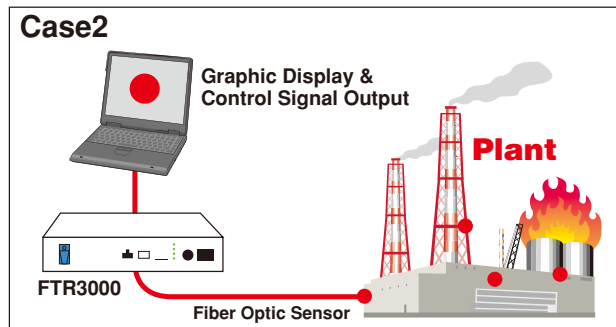 Case2
Graphic Display &
Control Signal Output
Plant
FTR3000
Fiber Optic Sensor